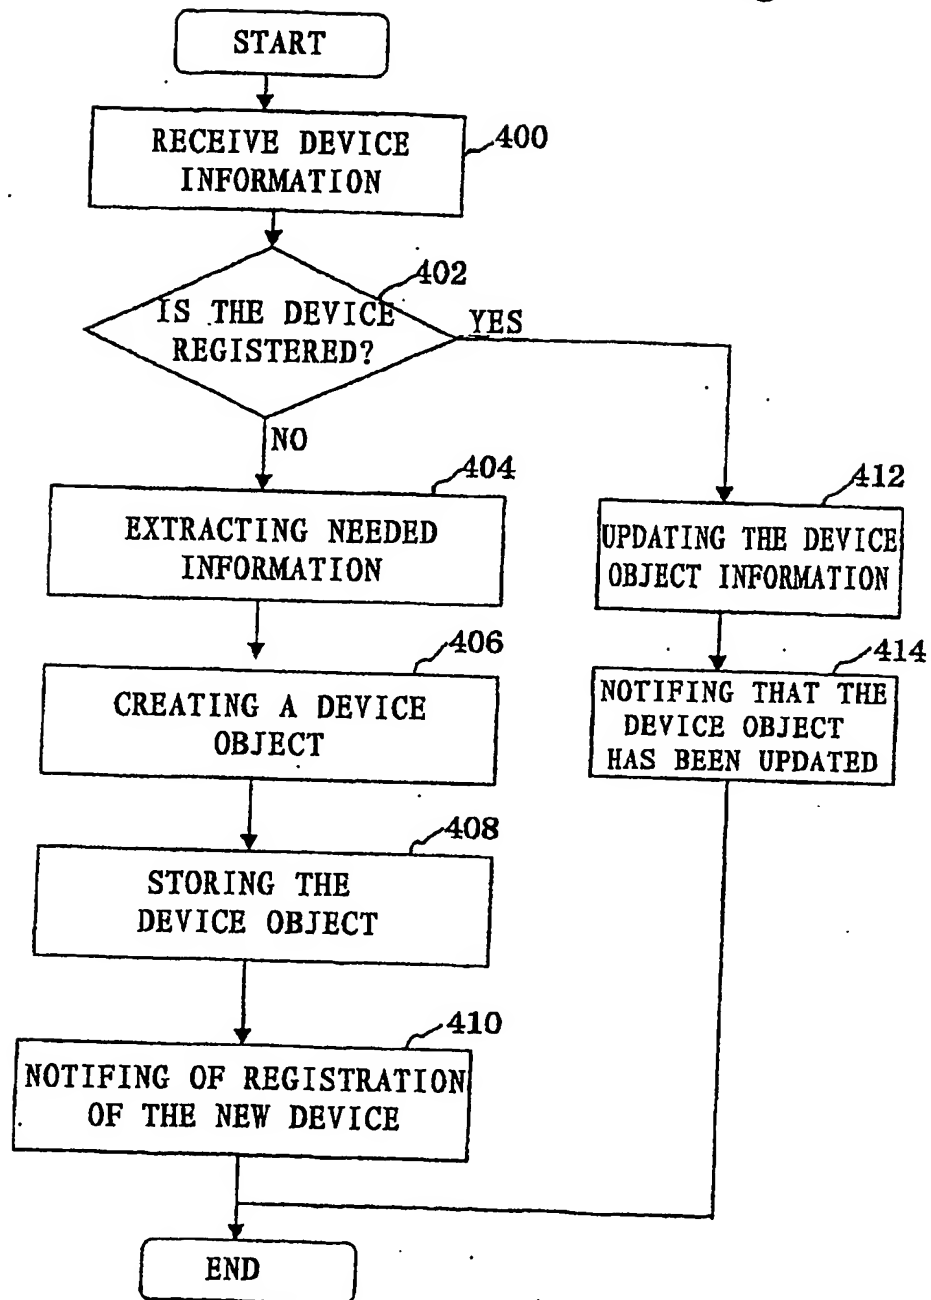 START
RECEIVE DEVICE
INFORMATION
400
402
IS THE DEVICE
REGISTERED?
YES
NO
404
EXTRACTING NEEDED
INFORMATION
412
UPDATING THE DEVICE
OBJECT INFORMATION
406
CREATING A DEVICE
OBJECT
414
NOTIFING THAT THE
DEVICE OBJECT
HAS BEEN UPDATED
408
STORING THE
DEVICE OBJECT
410
NOTIFING OF REGISTRATION
OF THE NEW DEVICE
END